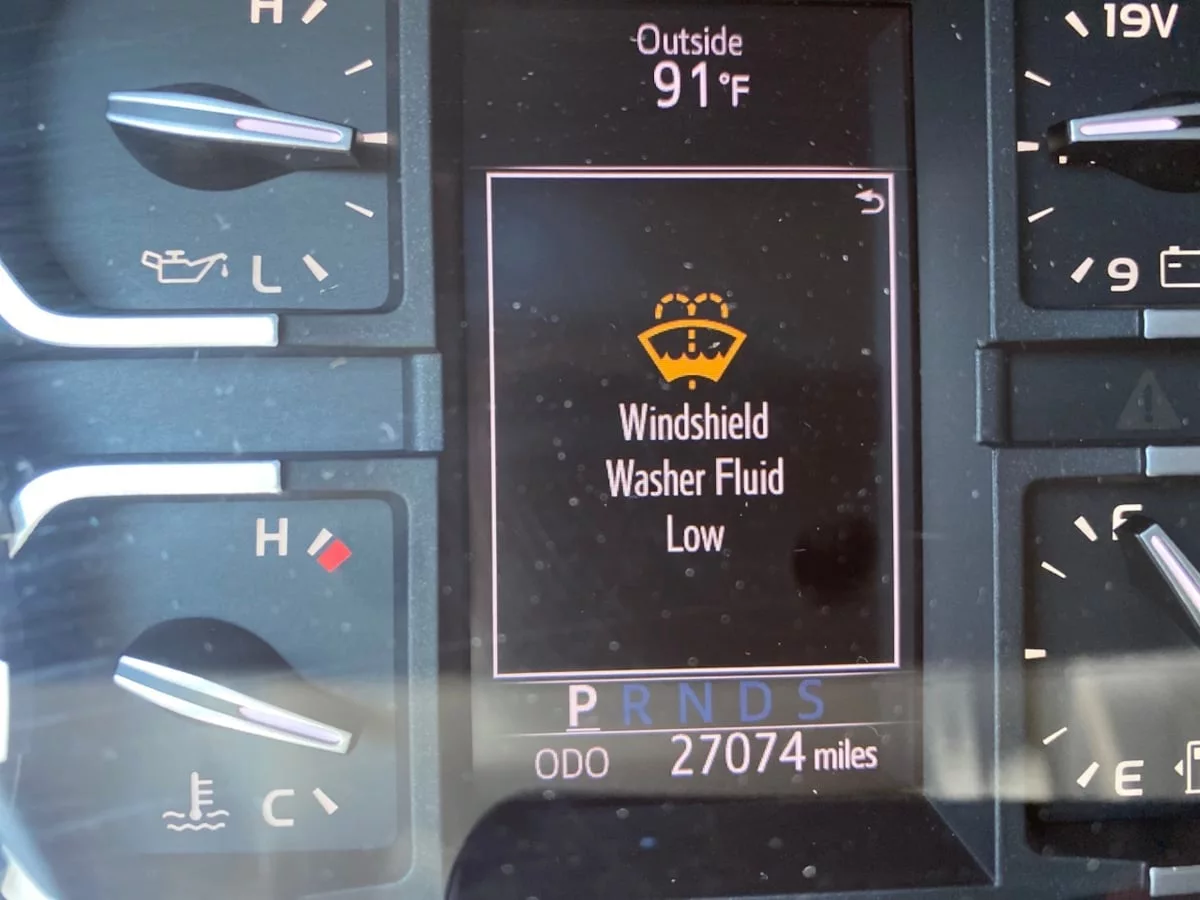 H
Outside
91°F
19V
L
9
Windshield
Washer Fluid
Low
H
F
P R N D S
ODO 27074 miles
C
E